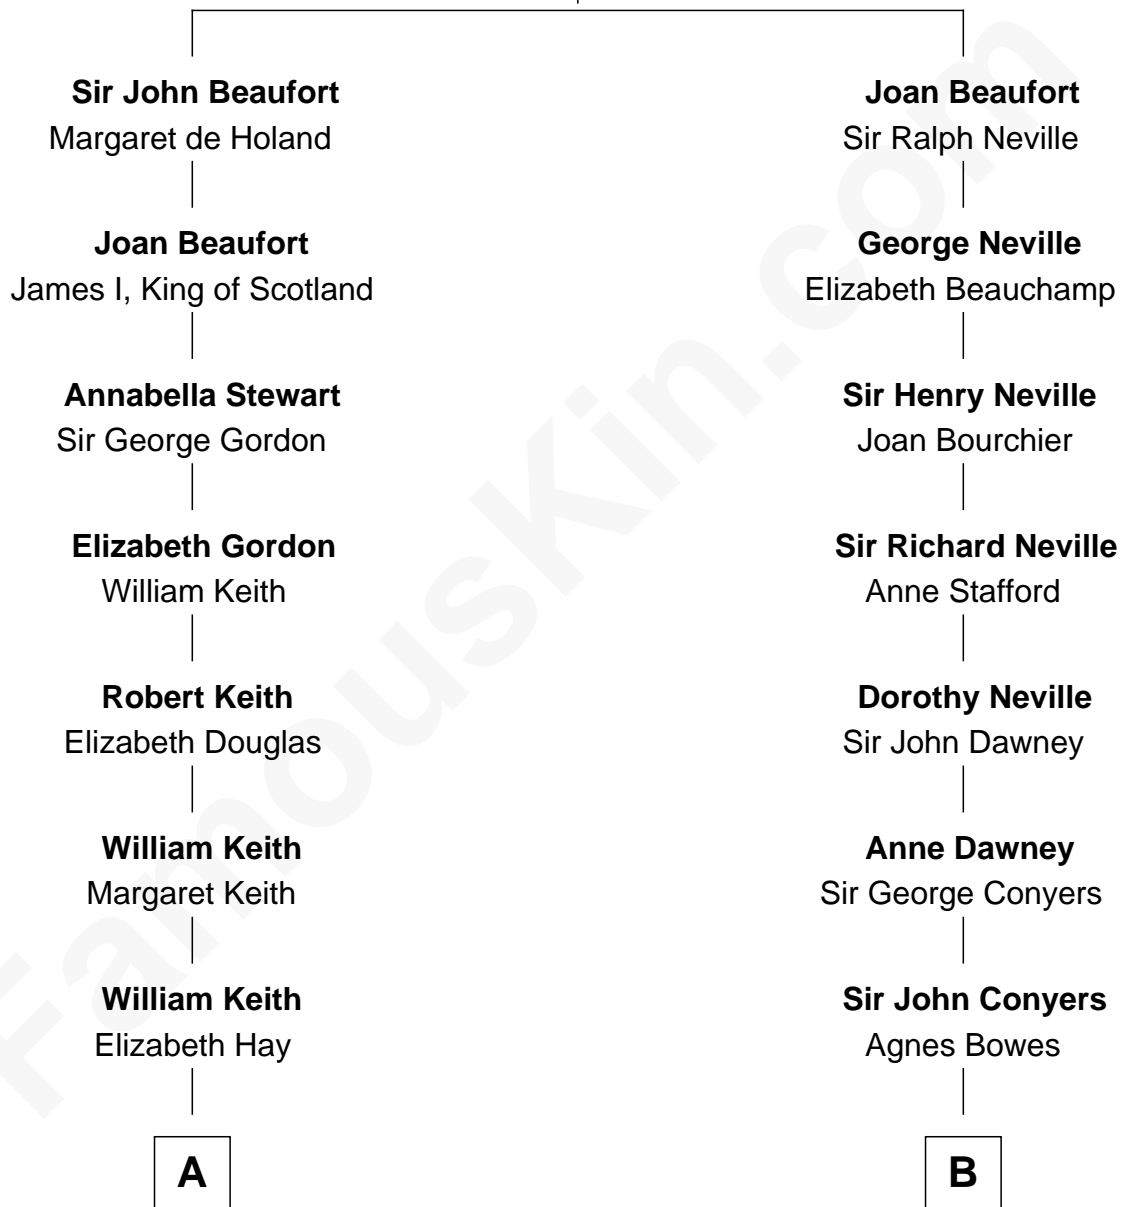 Sir John Beaufort
Margaret de Holand
Joan Beaufort
James I, King of Scotland
Annabella Stewart
Sir George Gordon
Elizabeth Gordon
William Keith
Robert Keith
Elizabeth Douglas
William Keith
Margaret Keith
William Keith
Elizabeth Hay
A
Joan Beaufort
Sir Ralph Neville
George Neville
Elizabeth Beauchamp
Sir Henry Neville
Joan Bourchier
Sir Richard Neville
Anne Stafford
Dorothy Neville
Sir John Dawney
Anne Dawney
Sir George Conyers
Sir John Conyers
Agnes Bowes
B
FamousKin.com